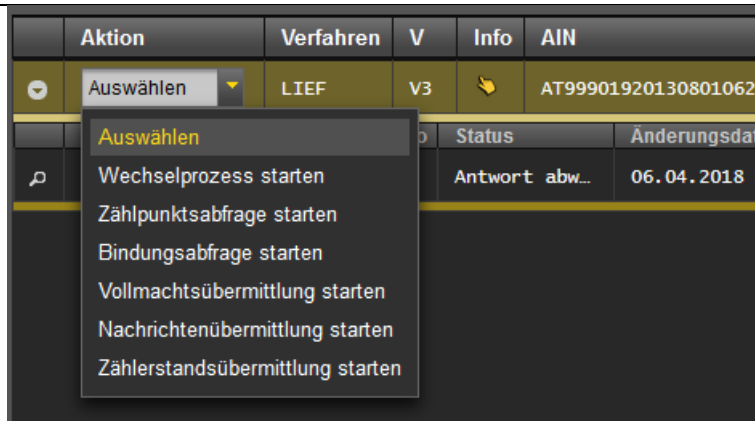 Aktion Verfahren V Info AIN
Auswählen LIEF V3 AT99901920130801062
Status Änderungsdat
Antwort abw… 06.04.2018
Auswählen
Wechselprozess starten
Zählpunktsabfrage starten
Bindungsabfrage starten
Vollmachtsübermittlung starten
Nachrichtenübermittlung starten
Zählerstandsübermittlung starten